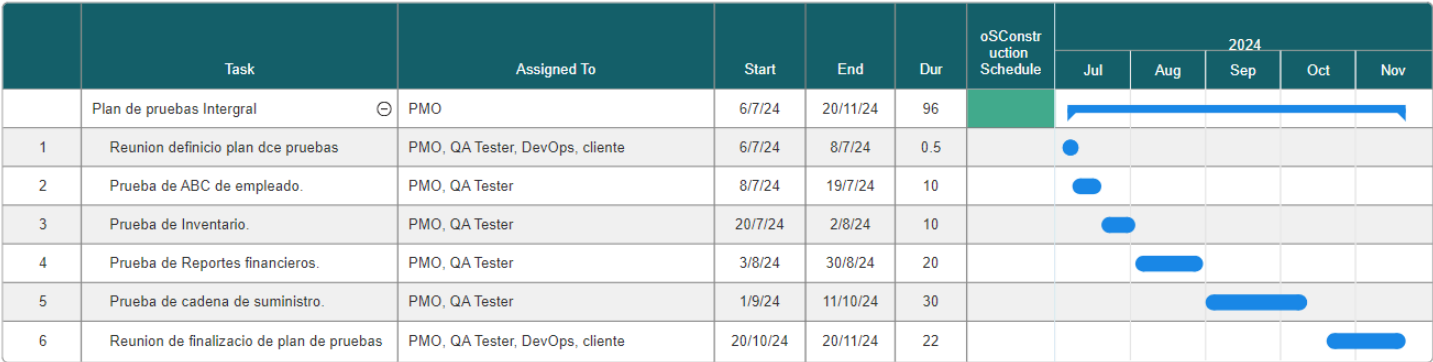 Task Assigned To Start End Dur oSConstr
uction
Schedule 2024
Jul Aug Sep Oct Nov
Plan de pruebas Intergral PMO 6/7/24 20/11/24 96
1 Reunion definicio plan dce pruebas PMO, QA Tester, DevOps, cliente 6/7/24 8/7/24 0.5
2 Prueba de ABC de empleado. PMO, QA Tester 8/7/24 19/7/24 10
3 Prueba de Inventario. PMO, QA Tester 20/7/24 2/8/24 10
4 Prueba de Reportes financieros. PMO, QA Tester 3/8/24 30/8/24 20
5 Prueba de cadena de suministro. PMO, QA Tester 1/9/24 11/10/24 30
6 Reunion de finalizacio de plan de pruebas PMO, QA Tester, DevOps, cliente 20/10/24 20/11/24 22